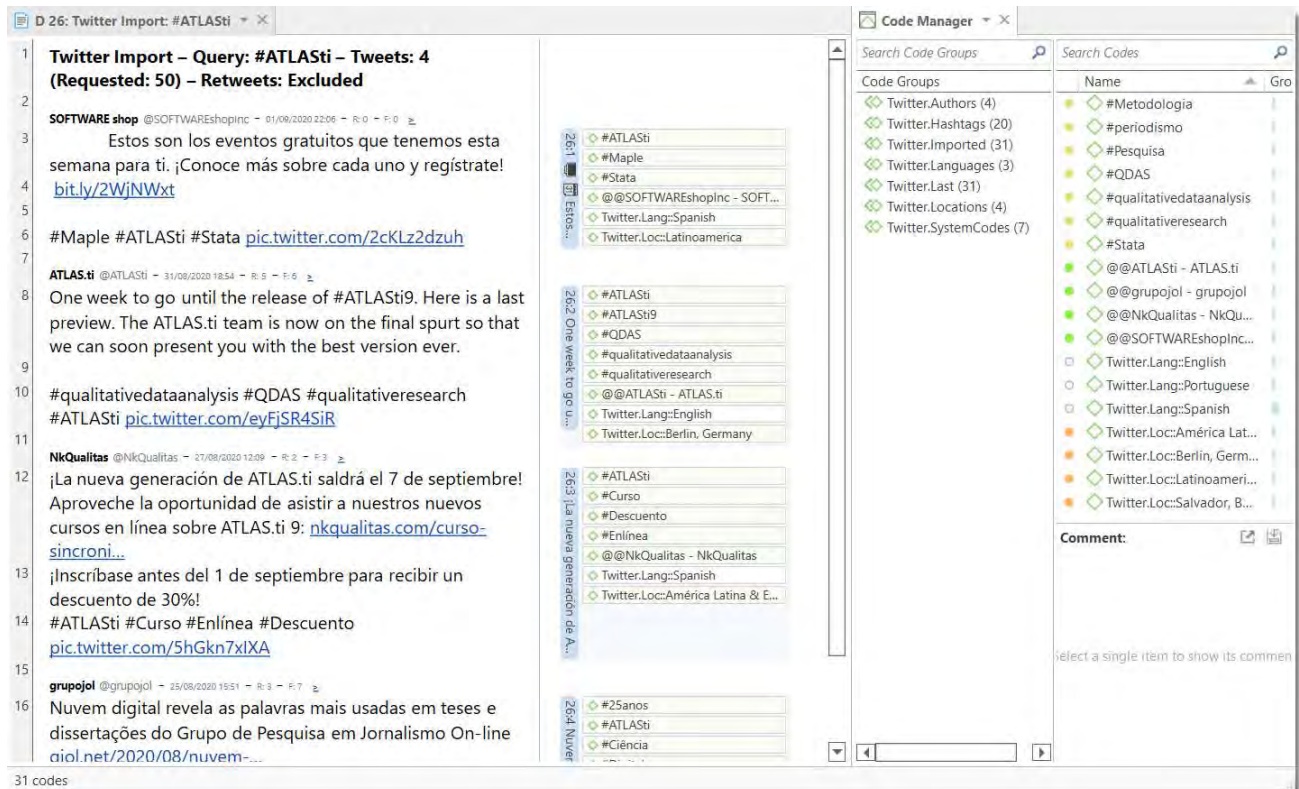 D 26: Twitter Import: #ATLASti
Twitter Import – Query: #ATLASti – Tweets: 4
(Requested: 50) – Retweets: Excluded
SOFTWARE shop @SOFTWAREshopInc – 01/09/2020 22:06 – R: 0 – F: 0 ≥
Estos son los eventos gratuitos que tenemos esta
semana para ti. ¡Conoce más sobre cada uno y regístrate!
bit.ly/2WjNWxt
#Maple #ATLASti #Stata pic.twitter.com/2cKLz2dzuh
ATLAS.ti @ATLASti – 31/08/2020 18:54 – R: 5 – F: 6 ≥
One week to go until the release of #ATLASti9. Here is a last
preview. The ATLAS.ti team is now on the final spurt so that
we can soon present you with the best version ever.
#qualitativedataanalysis #QDAS #qualitativeresearch
#ATLASti pic.twitter.com/eyFjSR4SiR
NkQualitas @NkQualitas – 27/08/2020 12:09 – R: 2 – F: 3 ≥
¡La nueva generación de ATLAS.ti saldrá el 7 de septiembre!
Aproveche la oportunidad de asistir a nuestros nuevos
cursos en línea sobre ATLAS.ti 9: nkqualitas.com/curso-
sincroni...
¡Inscríbase antes del 1 de septiembre para recibir un
descuento de 30%!
#ATLASti #Curso #Enlínea #Descuento
pic.twitter.com/5hGkn7xIXA
grupojol @grupojol – 25/08/2020 15:51 – R: 3 – F: 7 ≥
Nuvem digital revela as palavras mais usadas em teses e
dissertações do Grupo de Pesquisa em Jornalismo On-line
gjol.net/2020/08/nuvem-...
1
2
3
4
5
6
7
8
9
10
11
12
13
14
15
16
26:1 Estos...
#ATLASti
#Maple
#Stata
@@SOFTWAREshopInc - SOFT...
Twitter.Lang::Spanish
Twitter.Loc::Latinoamerica
26:2 One week to go u...
#ATLASti
#ATLASti9
#QDAS
#qualitativedataanalysis
#qualitativeresearch
@@ATLASti - ATLAS.ti
Twitter.Lang::English
Twitter.Loc::Berlin, Germany
26:3 ¡La nueva generación de A...
#ATLASti
#Curso
#Descuento
#Enlínea
@@NkQualitas - NkQualitas
Twitter.Lang::Spanish
Twitter.Loc::América Latina & E...
26:4 Nuver
#25anos
#ATLASti
#Ciência
Code Manager
Search Code Groups
Code Groups
Twitter.Authors (4)
Twitter.Hashtags (20)
Twitter.Imported (31)
Twitter.Languages (3)
Twitter.Last (31)
Twitter.Locations (4)
Twitter.SystemCodes (7)
Search Codes
Name Gro
#Metodologia
#periodismo
#Pesquisa
#QDAS
#qualitativedataanalysis
#qualitativeresearch
#Stata
@@ATLASti - ATLAS.ti
@@grupojol - grupojol
@@NkQualitas - NkQu...
@@SOFTWAREshopInc...
Twitter.Lang::English
Twitter.Lang::Portuguese
Twitter.Lang::Spanish
Twitter.Loc::América Lat...
Twitter.Loc::Berlin, Germ...
Twitter.Loc::Latinoameri...
Twitter.Loc::Salvador, B...
Comment:
Select a single item to show its commen
31 codes